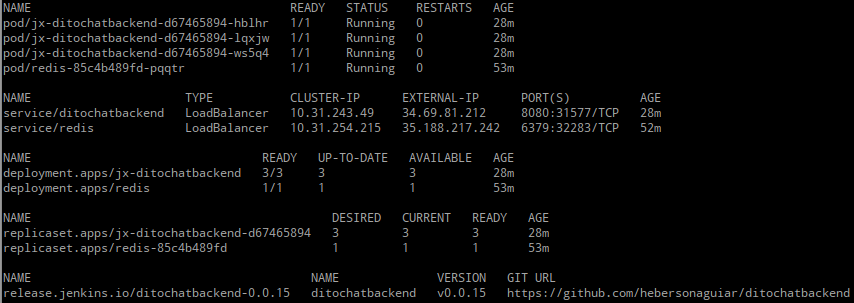 NAME READY STATUS RESTARTS AGE
pod/jx-ditochatbackend-d67465894-hblhr 1/1 Running 0 28m
pod/jx-ditochatbackend-d67465894-lqxjw 1/1 Running 0 28m
pod/jx-ditochatbackend-d67465894-ws5q4 1/1 Running 0 28m
pod/redis-85c4b489fd-pqqtr 1/1 Running 0 53m
NAME TYPE CLUSTER-IP EXTERNAL-IP PORT(S) AGE
service/ditochatbackend LoadBalancer 10.31.243.49 34.69.81.212 8080:31577/TCP 28m
service/redis LoadBalancer 10.31.254.215 35.188.217.242 6379:32283/TCP 52m
NAME READY UP-TO-DATE AVAILABLE AGE
deployment.apps/jx-ditochatbackend 3/3 3 3 28m
deployment.apps/redis 1/1 1 1 53m
NAME DESIRED CURRENT READY AGE
replicaset.apps/jx-ditochatbackend-d67465894 3 3 3 28m
replicaset.apps/redis-85c4b489fd 1 1 1 53m
NAME NAME VERSION GIT URL
release.jenkins.io/ditochatbackend-0.0.15 ditochatbackend v0.0.15 https://github.com/hebersonaguiar/ditochatbackend